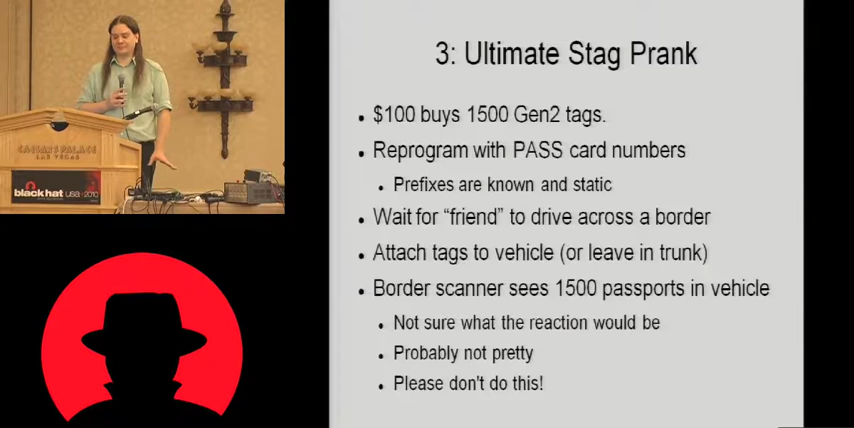 CAESARS PALACE
LAS VEGAS
black hat USA + 2010
3: Ultimate Stag Prank
• $100 buys 1500 Gen2 tags.
• Reprogram with PASS card numbers
• Prefixes are known and static
• Wait for “friend” to drive across a border
• Attach tags to vehicle (or leave in trunk)
• Border scanner sees 1500 passports in vehicle
• Not sure what the reaction would be
• Probably not pretty
• Please don't do this!